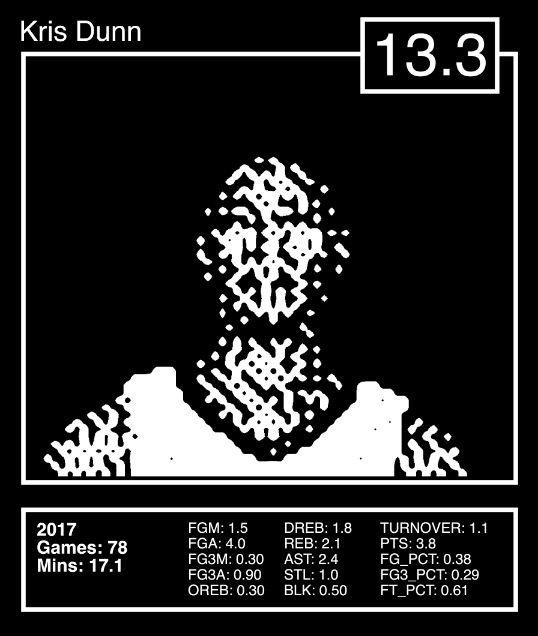 Kris Dunn
13.3
2017
Games: 78
Mins: 17.1
FGM: 1.5
FGA: 4.0
FG3M: 0.30
FG3A: 0.90
OREB: 0.30
DREB: 1.8
REB: 2.1
AST: 2.4
STL: 1.0
BLK: 0.50
TURNOVER: 1.1
PTS: 3.8
FG_PCT: 0.38
FG3_PCT: 0.29
FT_PCT: 0.61